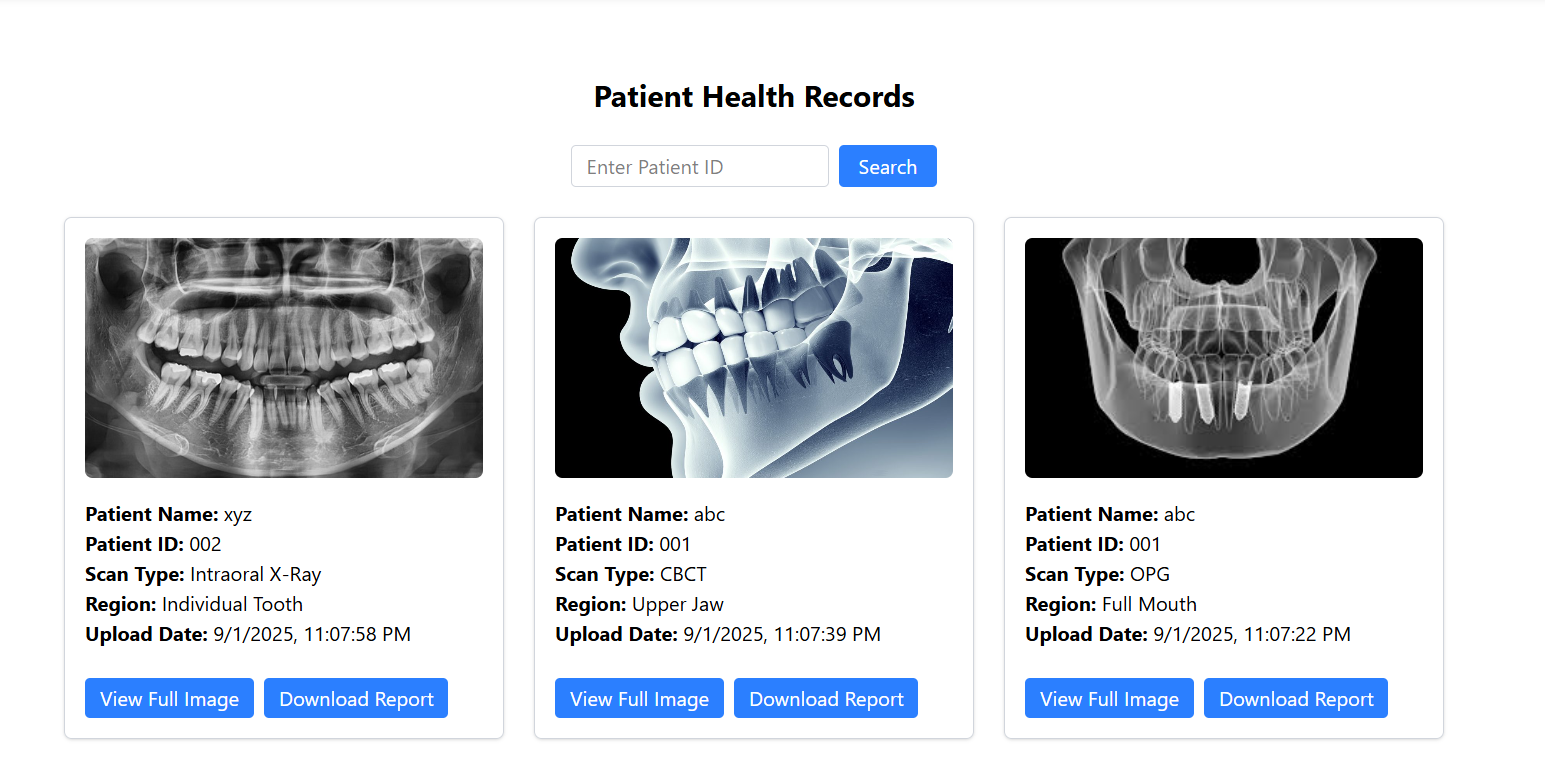 Patient Health Records
Enter Patient ID
Search
Patient Name: xyz
Patient ID: 002
Scan Type: Intraoral X-Ray
Region: Individual Tooth
Upload Date: 9/1/2025, 11:07:58 PM
View Full Image
Download Report
Patient Name: abc
Patient ID: 001
Scan Type: CBCT
Region: Upper Jaw
Upload Date: 9/1/2025, 11:07:39 PM
View Full Image
Download Report
Patient Name: abc
Patient ID: 001
Scan Type: OPG
Region: Full Mouth
Upload Date: 9/1/2025, 11:07:22 PM
View Full Image
Download Report